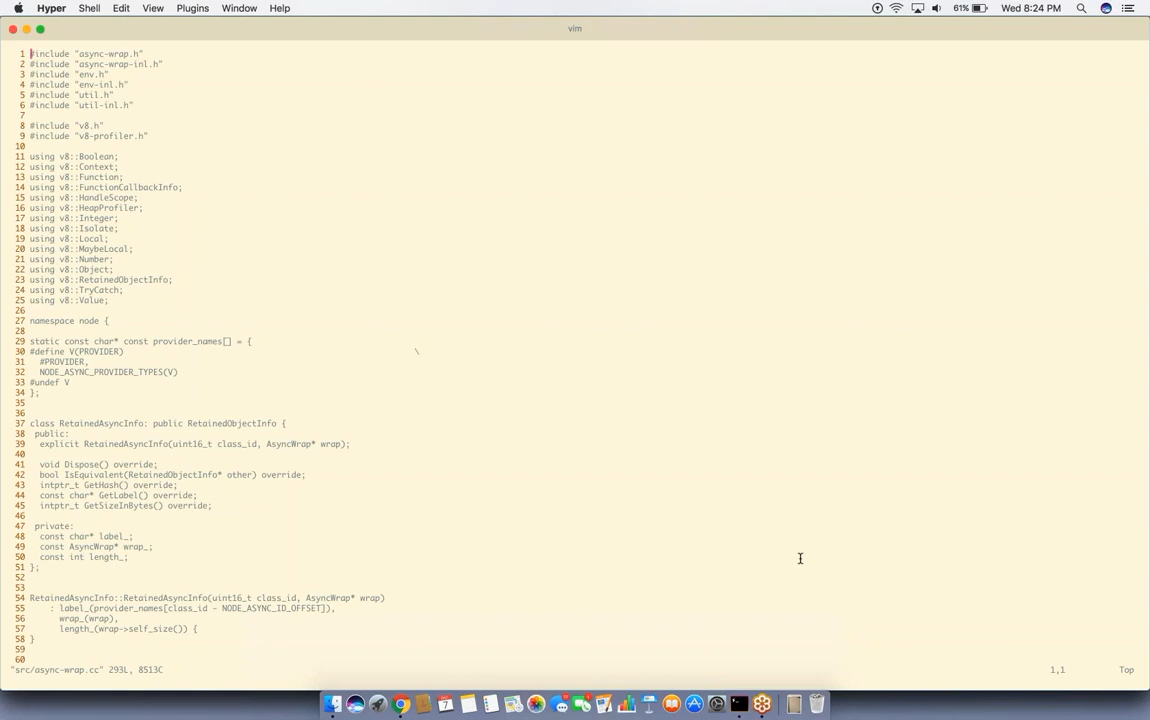 Hyper Shell Edit View Plugins Window Help 61% Wed 8:24 PM
vim
1 #include "async-wrap.h"
2 #include "async-wrap-inl.h"
3 #include "env.h"
4 #include "env-inl.h"
5 #include "util.h"
6 #include "util-inl.h"
7
8 #include "v8.h"
9 #include "v8-profiler.h"
10
11 using v8::Boolean;
12 using v8::Context;
13 using v8::Function;
14 using v8::FunctionCallbackInfo;
15 using v8::HandleScope;
16 using v8::HeapProfiler;
17 using v8::Integer;
18 using v8::Isolate;
19 using v8::Local;
20 using v8::MaybeLocal;
21 using v8::Number;
22 using v8::Object;
23 using v8::RetainedObjectInfo;
24 using v8::TryCatch;
25 using v8::Value;
26
27 namespace node {
28
29 static const char* const provider_names[] = {
30 #define V(PROVIDER) \
31 #PROVIDER,
32 NODE_ASYNC_PROVIDER_TYPES(V)
33 #undef V
34 };
35
36
37 class RetainedAsyncInfo: public RetainedObjectInfo {
38 public:
39 explicit RetainedAsyncInfo(uint16_t class_id, AsyncWrap* wrap);
40
41 void Dispose() override;
42 bool IsEquivalent(RetainedObjectInfo* other) override;
43 intptr_t GetHash() override;
44 const char* GetLabel() override;
45 intptr_t GetSizeInBytes() override;
46
47 private:
48 const char* label_;
49 const AsyncWrap* wrap_;
50 const int length_;
51 };
52
53
54 RetainedAsyncInfo::RetainedAsyncInfo(uint16_t class_id, AsyncWrap* wrap)
55 : label_(provider_names[class_id - NODE_ASYNC_ID_OFFSET]),
56 wrap_(wrap),
57 length_(wrap->self_size()) {
58 }
59
60
"src/async-wrap.cc" 293L, 8513C 1,1 Top
7